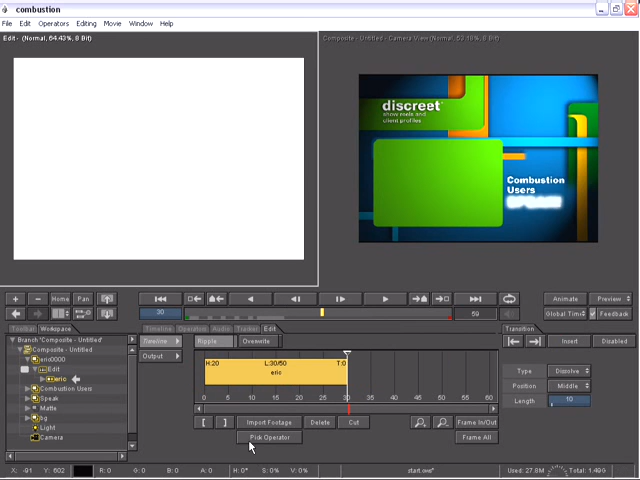 combustion
File Edit Operators Editing Movie Window Help
Edit - (Normal, 64.43%, 8 Bit)
Composite - Untitled - Camera View (Normal, 53.18%, 8 Bit)
discreet
show reels and
client profiles
Combustion
Users
SPEAK
+ − Home Pan
Animate Preview
30
59
Global Time Feedback
Toolbar Workspace
Timeline Operators Audio Tracker Edit
Transition
Branch 'Composite - Untitled'
Composite - Untitled
eric0000
Edit
eric
Combustion Users
Speak
Matte
bg
Light
Camera
Output
Ripple Overwrite
H:20 L:30/50 T:0
eric
0 5 10 15 20 25 30 35 40 45 50 55 60
[ ] Import Footage Delete Cut Frame In/Out
Pick Operator Frame All
Insert Disabled
Type Dissolve
Position Middle
Length 10
X: -91 Y: 602 R: 0 G: 0 B: 0 A: 0 H: 0° S: 0% V: 0% Used: 27.8M Total: 1.49G